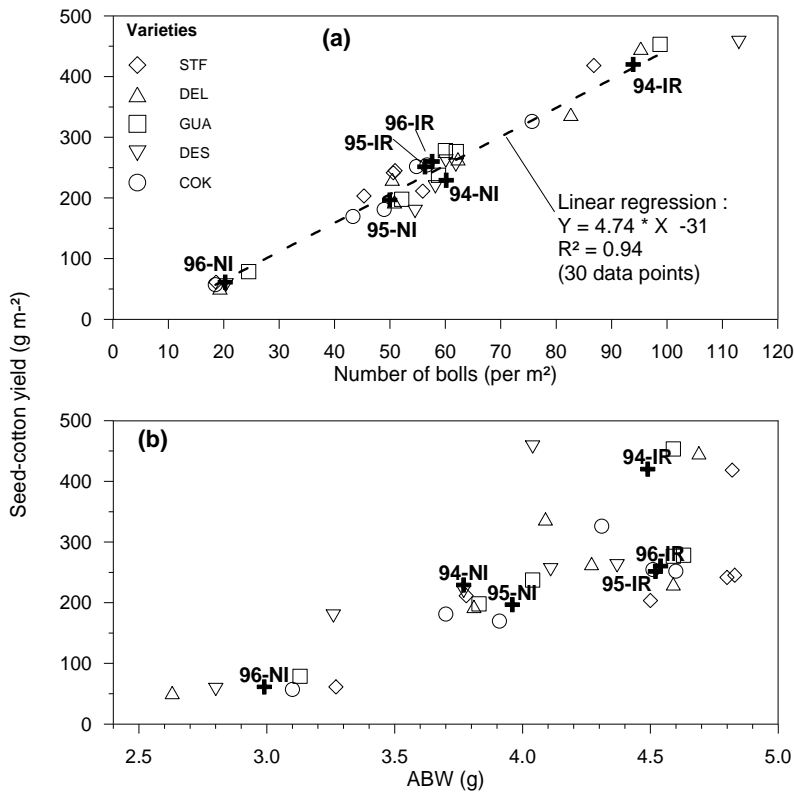 Varieties
STF
DEL
GUA
DES
COK
(a)
500
400
300
200
100
0
96-IR
95-IR
94-IR
94-NI
95-NI
96-NI
Linear regression :
Y = 4.74 * X -31
R² = 0.94
(30 data points)
0 10 20 30 40 50 60 70 80 90 100 110 120
Number of bolls (per m²)
Seed-cotton yield (g m-²)
(b)
500
400
300
200
100
0
94-IR
96-IR
95-IR
94-NI
95-NI
96-NI
2.5 3.0 3.5 4.0 4.5 5.0
ABW (g)